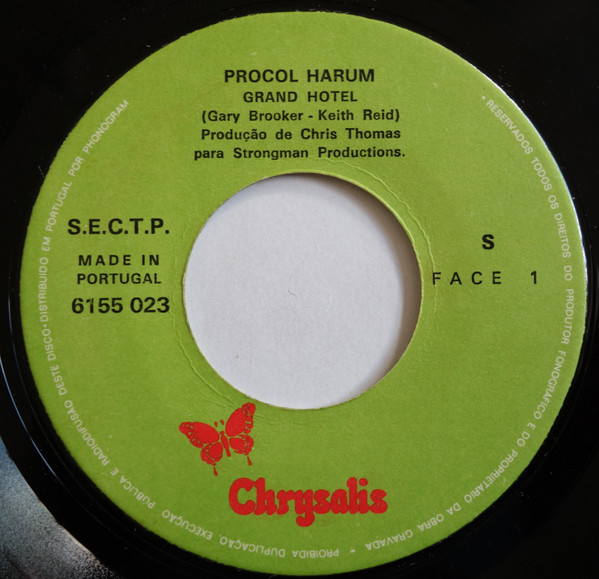 PROCOL HARUM
GRAND HOTEL
(Gary Brooker - Keith Reid)
Produção de Chris Thomas
para Strongman Productions.
S.E.C.T.P.
MADE IN
PORTUGAL
6155 023
S
FACE 1
Chrysalis
• RESERVADOS TODOS OS DIREITOS DO PRODUTOR FONOGRÁFICO E DO PROPRIETÁRIO DA OBRA GRAVADA • PROIBIDA DUPLICAÇÃO, EXECUÇÃO PUBLICA E RADIODIFUSÃO DESTE DISCO • DISTRIBUIDO EM PORTUGAL POR PHONOGRAM